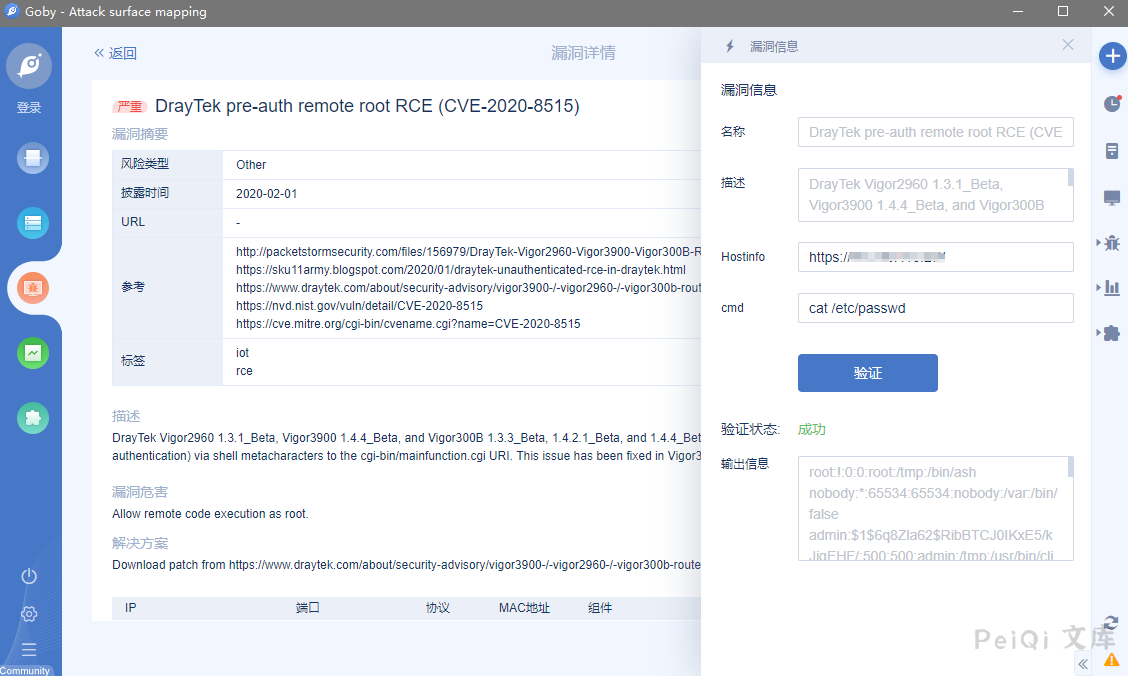 Goby - Attack surface mapping
登录
Community
返回
漏洞详情
严重 DrayTek pre-auth remote root RCE (CVE-2020-8515)
漏洞摘要
风险类型 Other
披露时间 2020-02-01
URL -
参考
http://packetstormsecurity.com/files/156979/DrayTek-Vigor2960-Vigor3900-Vigor300B-R
https://sku11army.blogspot.com/2020/01/draytek-unauthenticated-rce-in-draytek.html
https://www.draytek.com/about/security-advisory/vigor3900-/-vigor2960-/-vigor300b-rout
https://nvd.nist.gov/vuln/detail/CVE-2020-8515
https://cve.mitre.org/cgi-bin/cvename.cgi?name=CVE-2020-8515
标签
iot
rce
描述
DrayTek Vigor2960 1.3.1_Beta, Vigor3900 1.4.4_Beta, and Vigor300B 1.3.3_Beta, 1.4.2.1_Beta, and 1.4.4_Bet
authentication) via shell metacharacters to the cgi-bin/mainfunction.cgi URI. This issue has been fixed in Vigor3
漏洞危害
Allow remote code execution as root.
解决方案
Download patch from https://www.draytek.com/about/security-advisory/vigor3900-/-vigor2960-/-vigor300b-route
IP 端口 协议 MAC地址 组件
漏洞信息
漏洞信息
名称 DrayTek pre-auth remote root RCE (CVE
描述 DrayTek Vigor2960 1.3.1_Beta,
Vigor3900 1.4.4_Beta, and Vigor300B
Hostinfo https://
cmd cat /etc/passwd
验证
验证状态: 成功
输出信息 root:!:0:0:root:/tmp:/bin/ash
nobody:*:65534:65534:nobody:/var:/bin/
false
:500:500:admin:/tmp:/usr/bin/cli
PeiQi 文库